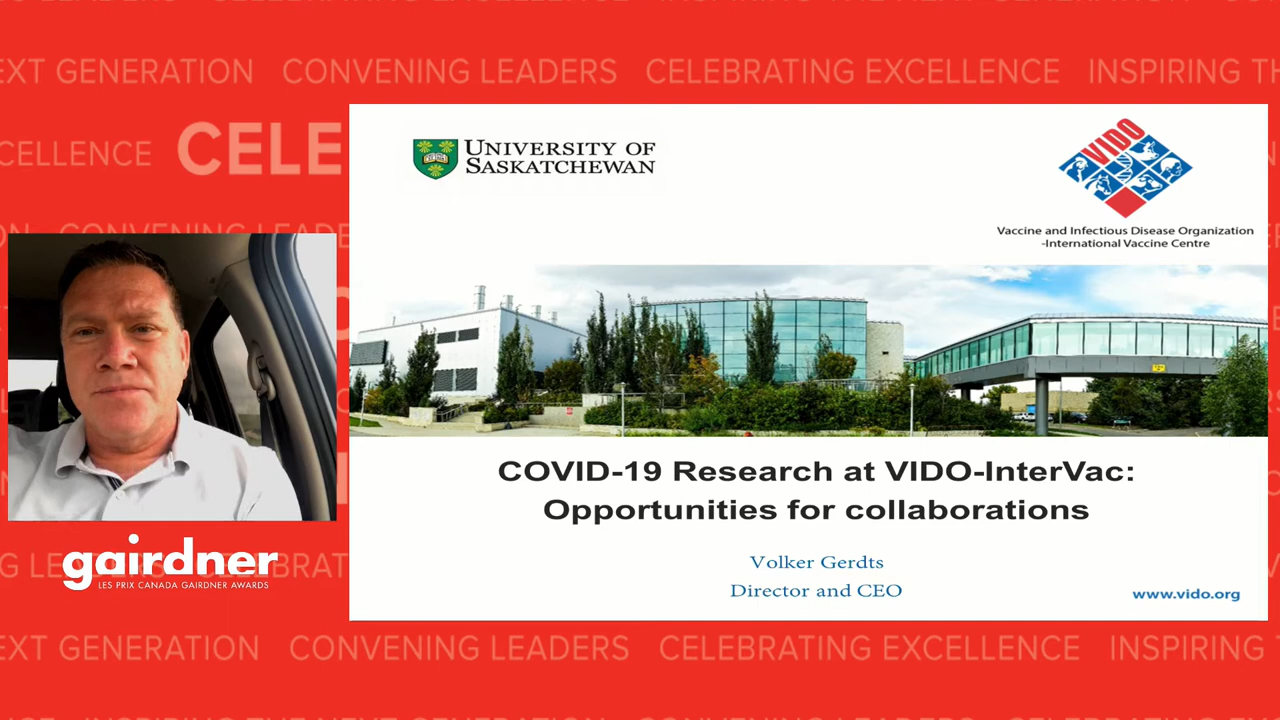 EXT GENERATION CONVENING LEADERS CELEBRATING EXCELLENCE INSPIRING TH
CELLENCE CELE
UNIVERSITY OF
SASKATCHEWAN
VIDO
Vaccine and Infectious Disease Organization
-International Vaccine Centre
COVID-19 Research at VIDO-InterVac:
Opportunities for collaborations
Volker Gerdts
Director and CEO
www.vido.org
gairdner
LES PRIX CANADA GAIRDNER AWARDS
EXT GENERATION CONVENING LEADERS CELEBRATING EXCELLENCE INSPIRING